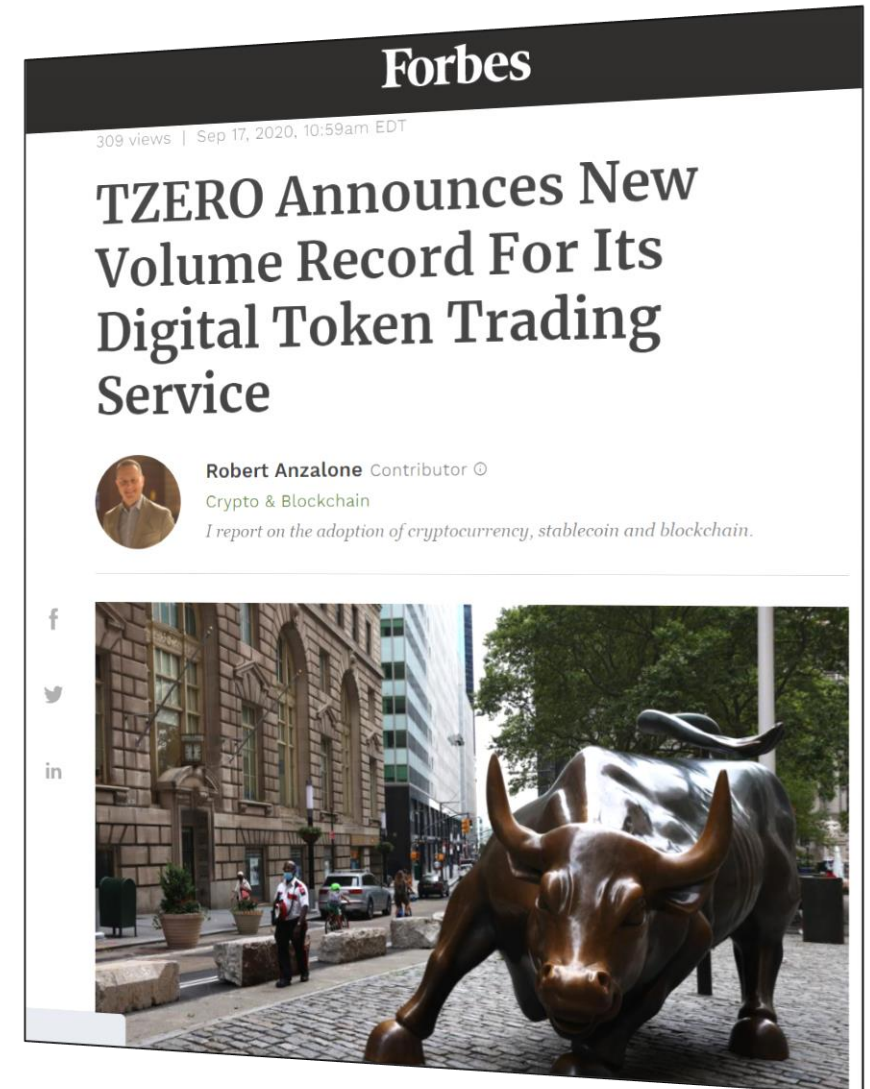 Forbes
309 views | Sep 17, 2020, 10:59am EDT
TZERO Announces New
Volume Record For Its
Digital Token Trading
Service
Robert Anzalone Contributor ⓘ
Crypto & Blockchain
I report on the adoption of cryptocurrency, stablecoin and blockchain.
f
in